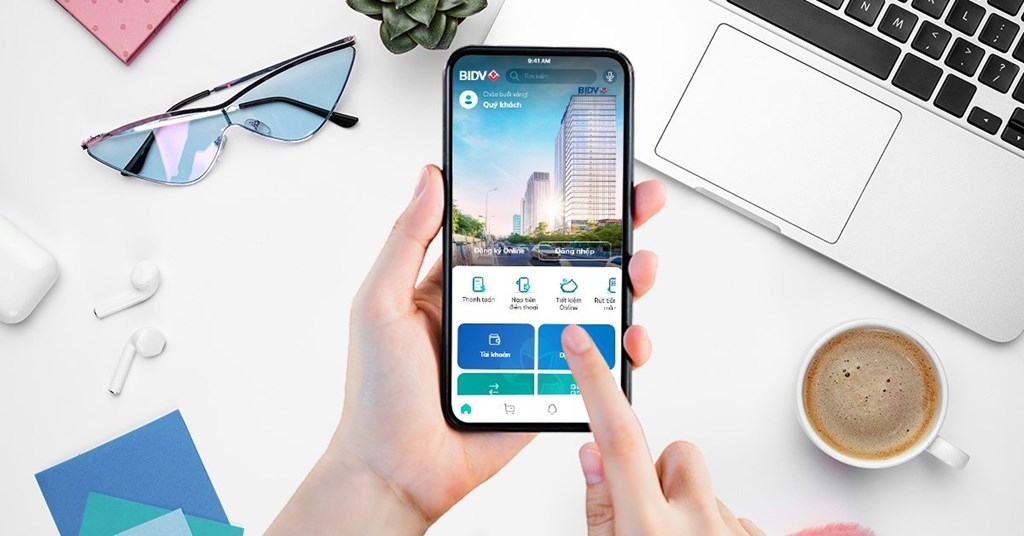 9:41 AM
BIDV
Tìm kiếm
Chào buổi sáng!
Quý khách
BIDV
Đăng ký Online
Đăng nhập
Thanh toán
Nạp tiền
điện thoại
Tiết kiệm
Online
Rút tiền
mã
Tài khoản